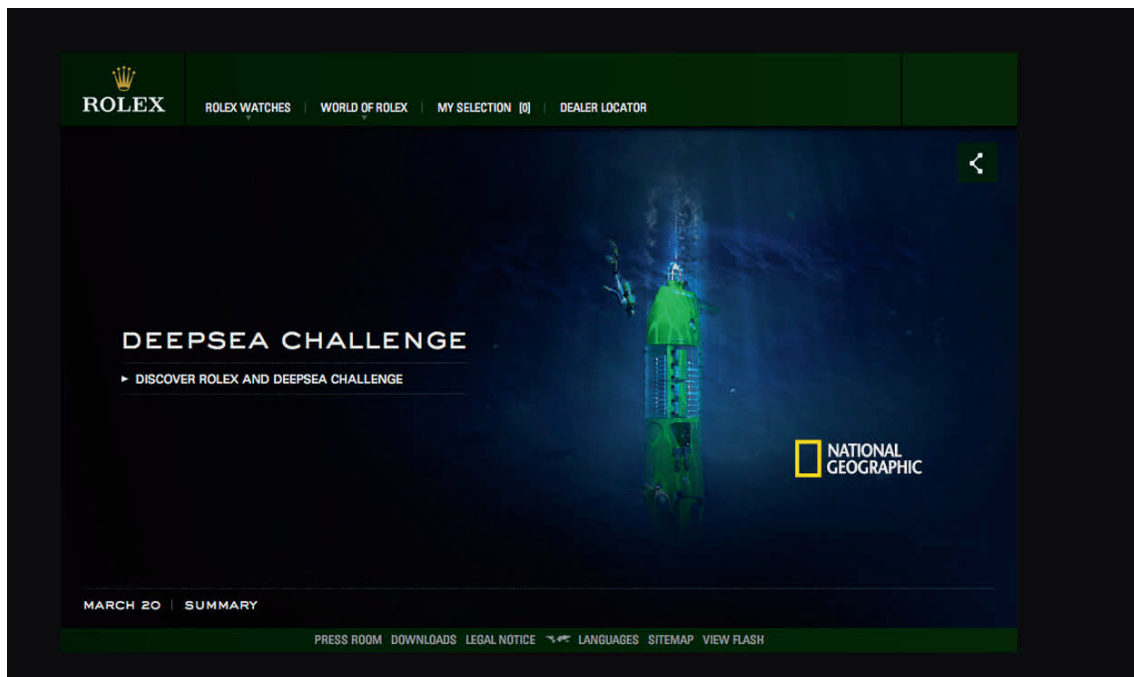 ROLEX
ROLEX WATCHES WORLD OF ROLEX MY SELECTION [0] DEALER LOCATOR
DEEPSEA CHALLENGE
DISCOVER ROLEX AND DEEPSEA CHALLENGE
NATIONAL
GEOGRAPHIC
MARCH 20 | SUMMARY
PRESS ROOM DOWNLOADS LEGAL NOTICE LANGUAGES SITEMAP VIEW FLASH